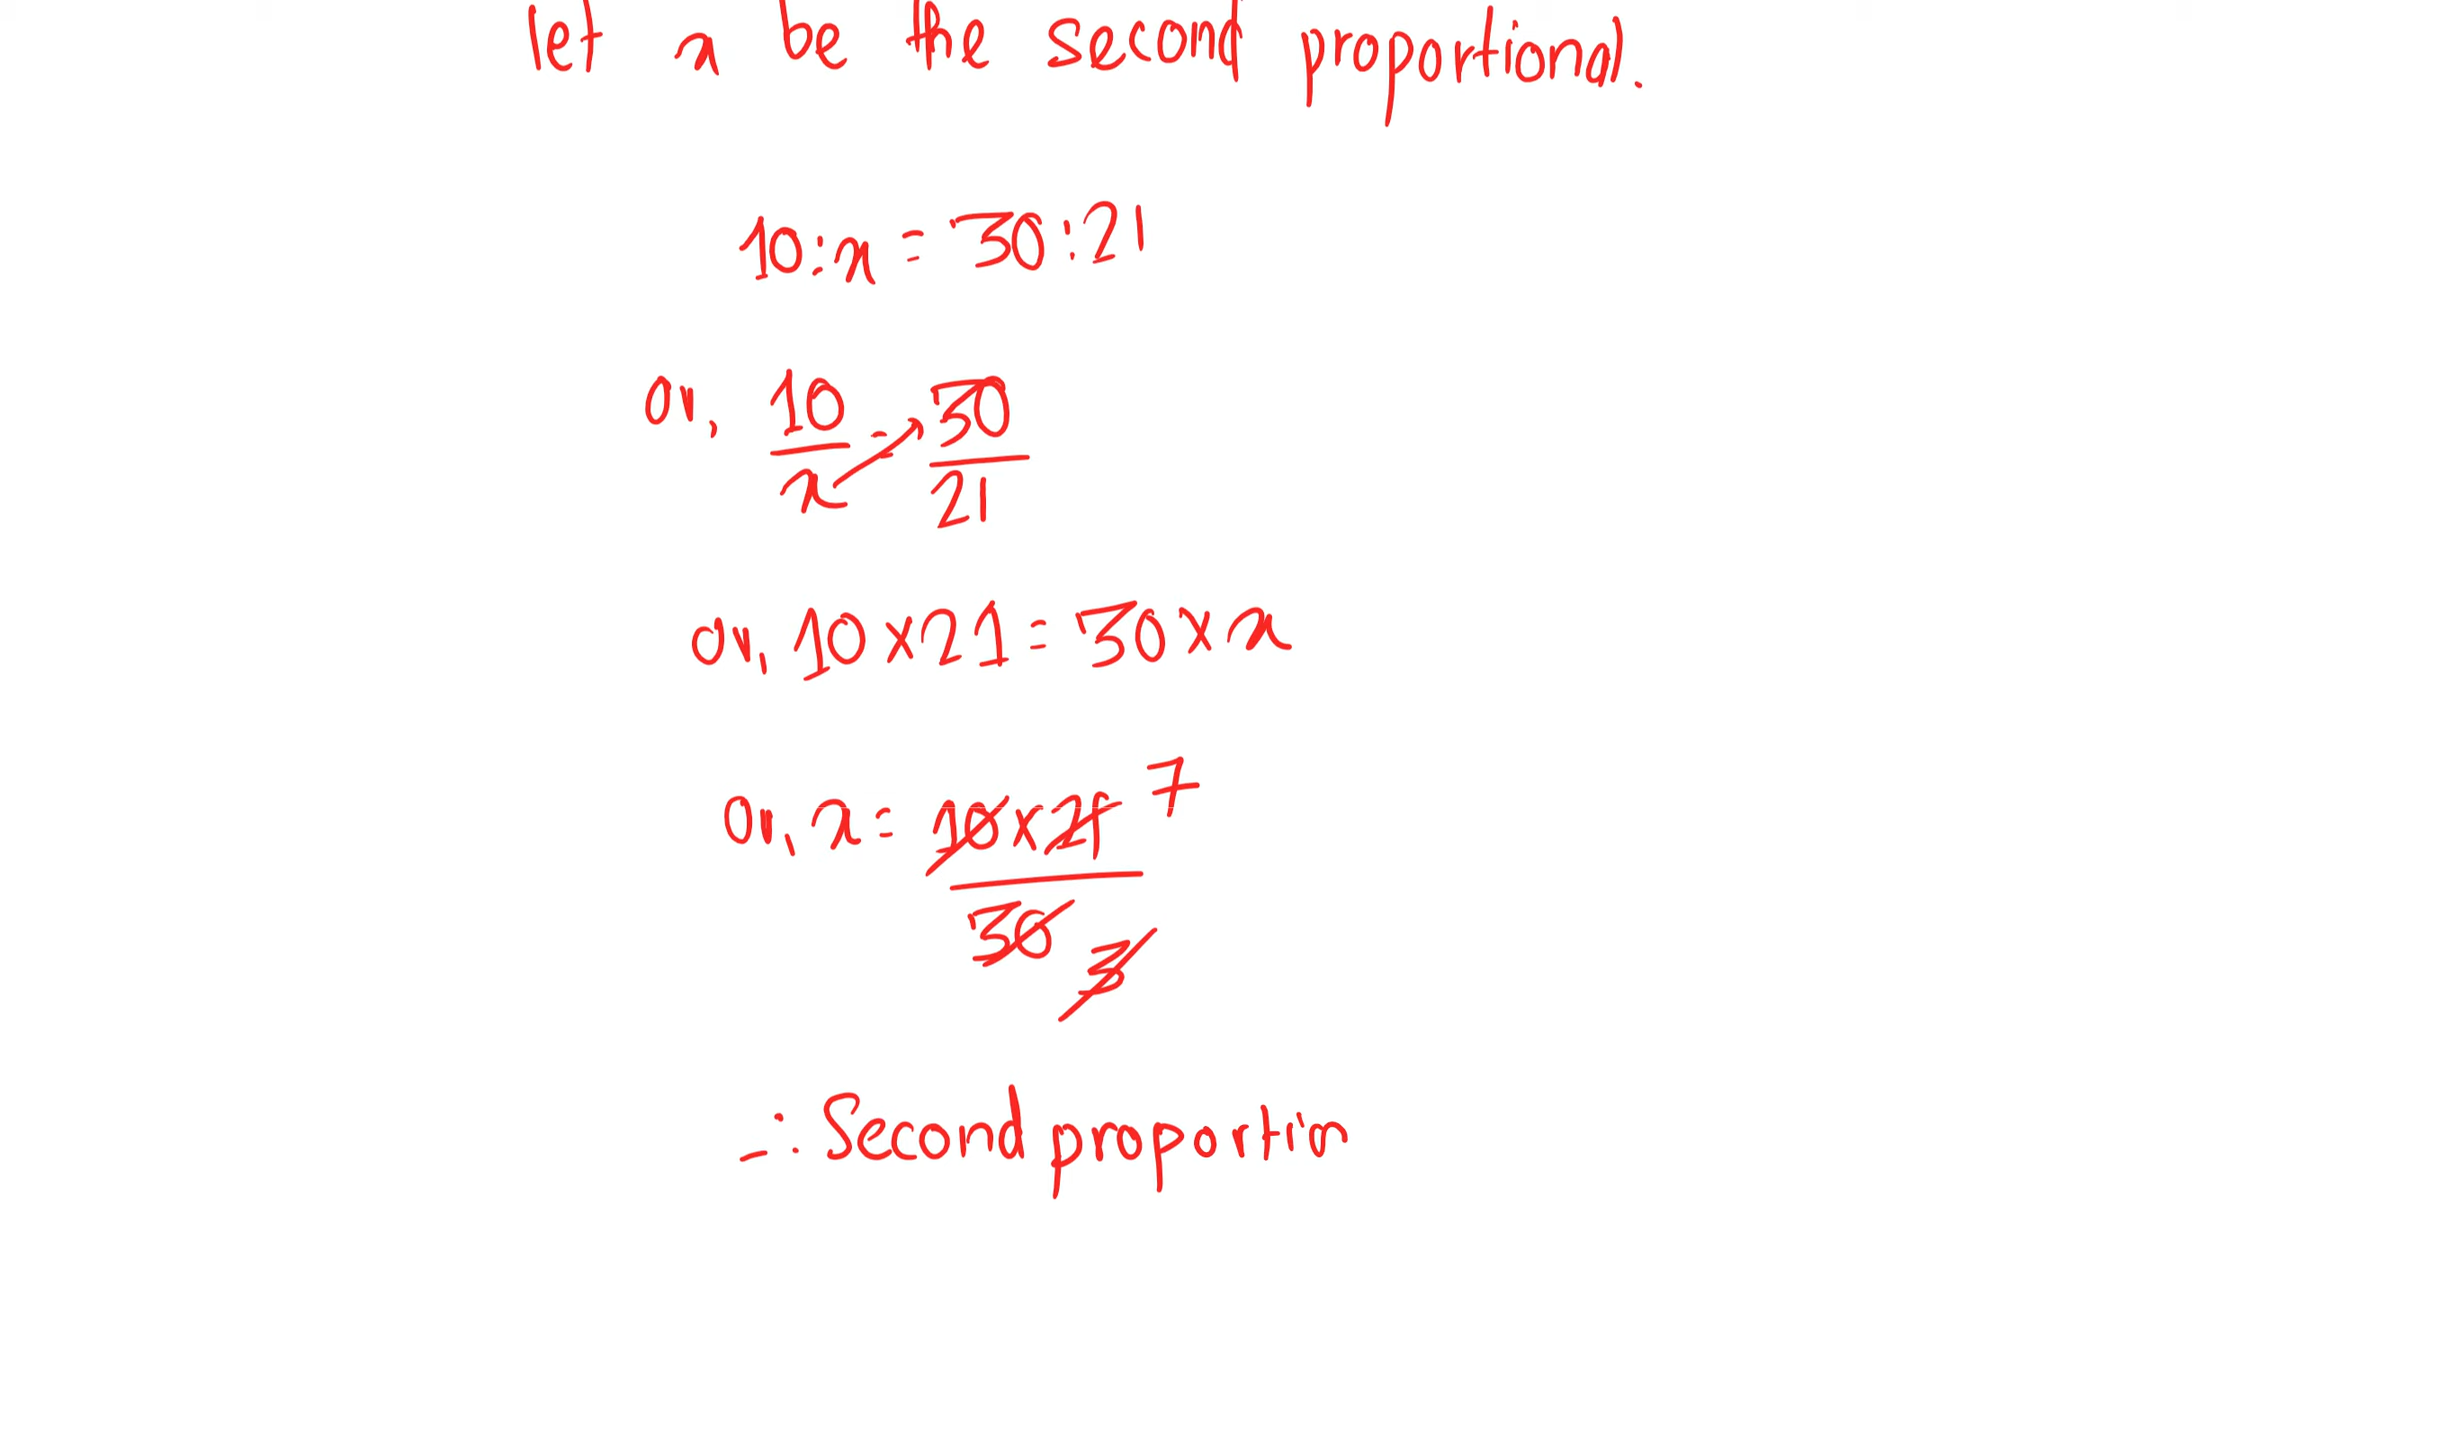 let x be the second proportional.
10:x = 30:21
or, 10/x = 30/21
or, 10×21 = 30×x
or, x = 10×21 7
30 3
∴ Second proportion